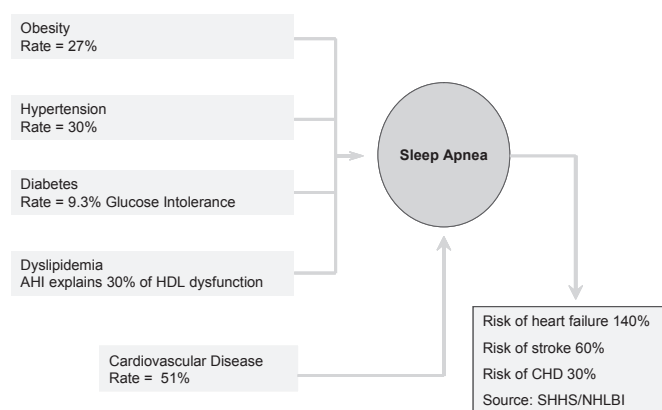 Obesity
Rate = 27%
Hypertension
Rate = 30%
Diabetes
Rate = 9.3% Glucose Intolerance
Dyslipidemia
AHI explains 30% of HDL dysfunction
Cardiovascular Disease
Rate = 51%
Sleep Apnea
Risk of heart failure 140%
Risk of stroke 60%
Risk of CHD 30%
Source: SHHS/NHLBI